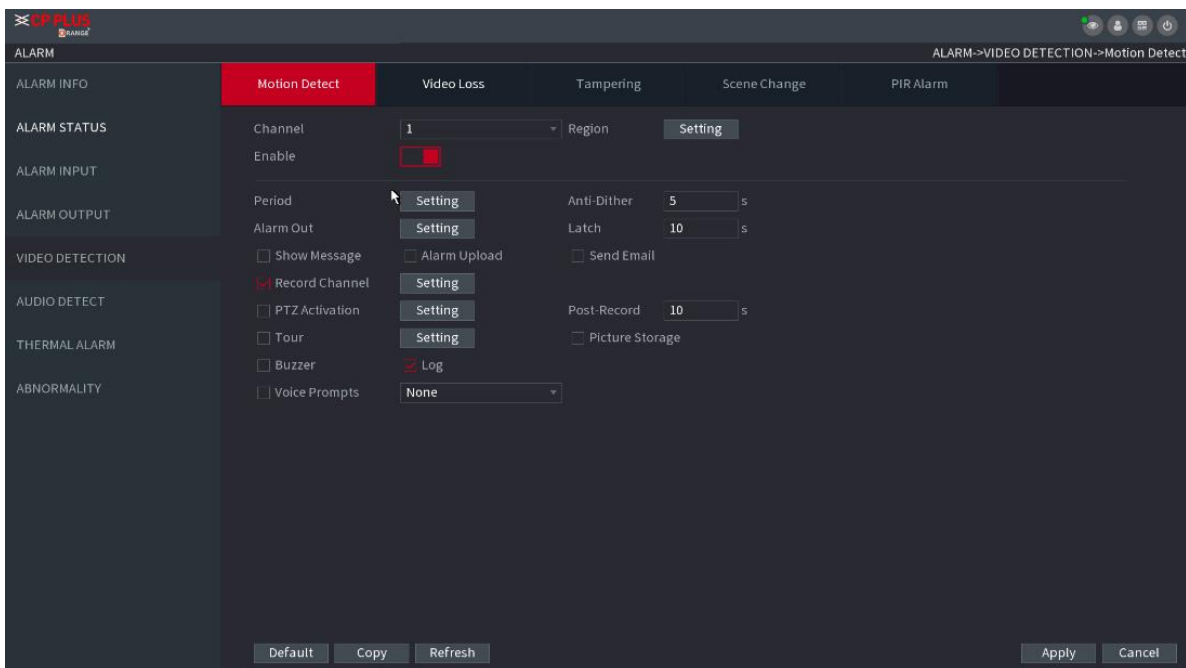 CP PLUS
ORANGE
ALARM
ALARM->VIDEO DETECTION->Motion Detect
ALARM INFO
ALARM STATUS
ALARM INPUT
ALARM OUTPUT
VIDEO DETECTION
AUDIO DETECT
THERMAL ALARM
ABNORMALITY
Motion Detect Video Loss Tampering Scene Change PIR Alarm
Channel 1 Region Setting
Enable
Period Setting Anti-Dither 5 s
Alarm Out Setting Latch 10 s
Show Message Alarm Upload Send Email
Record Channel Setting
PTZ Activation Setting Post-Record 10 s
Tour Setting Picture Storage
Buzzer Log
Voice Prompts None
Default Copy Refresh Apply Cancel